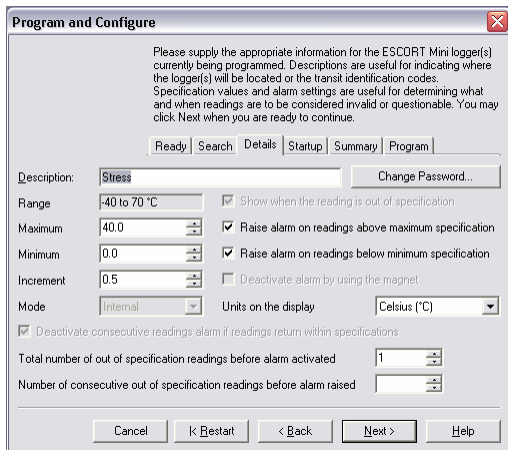 Program and Configure
Please supply the appropriate information for the ESCORT Mini logger(s)
currently being programmed. Descriptions are useful for indicating where
the logger(s) will be located or the transit identification codes.
Specification values and alarm settings are useful for determining what
and when readings are to be considered invalid or questionable. You may
click Next when you are ready to continue.
Ready Search Details Startup Summary Program
Description: Stress Change Password...
Range -40 to 70 °C Show when the reading is out of specification
Maximum 40.0 Raise alarm on readings above maximum specification
Minimum 0.0 Raise alarm on readings below minimum specification
Increment 0.5 Deactivate alarm by using the magnet
Mode Internal Units on the display Celsius (°C)
Deactivate consecutive readings alarm if readings return within specifications
Total number of out of specification readings before alarm activated 1
Number of consecutive out of specification readings before alarm raised
Cancel |< Restart < Back Next > Help